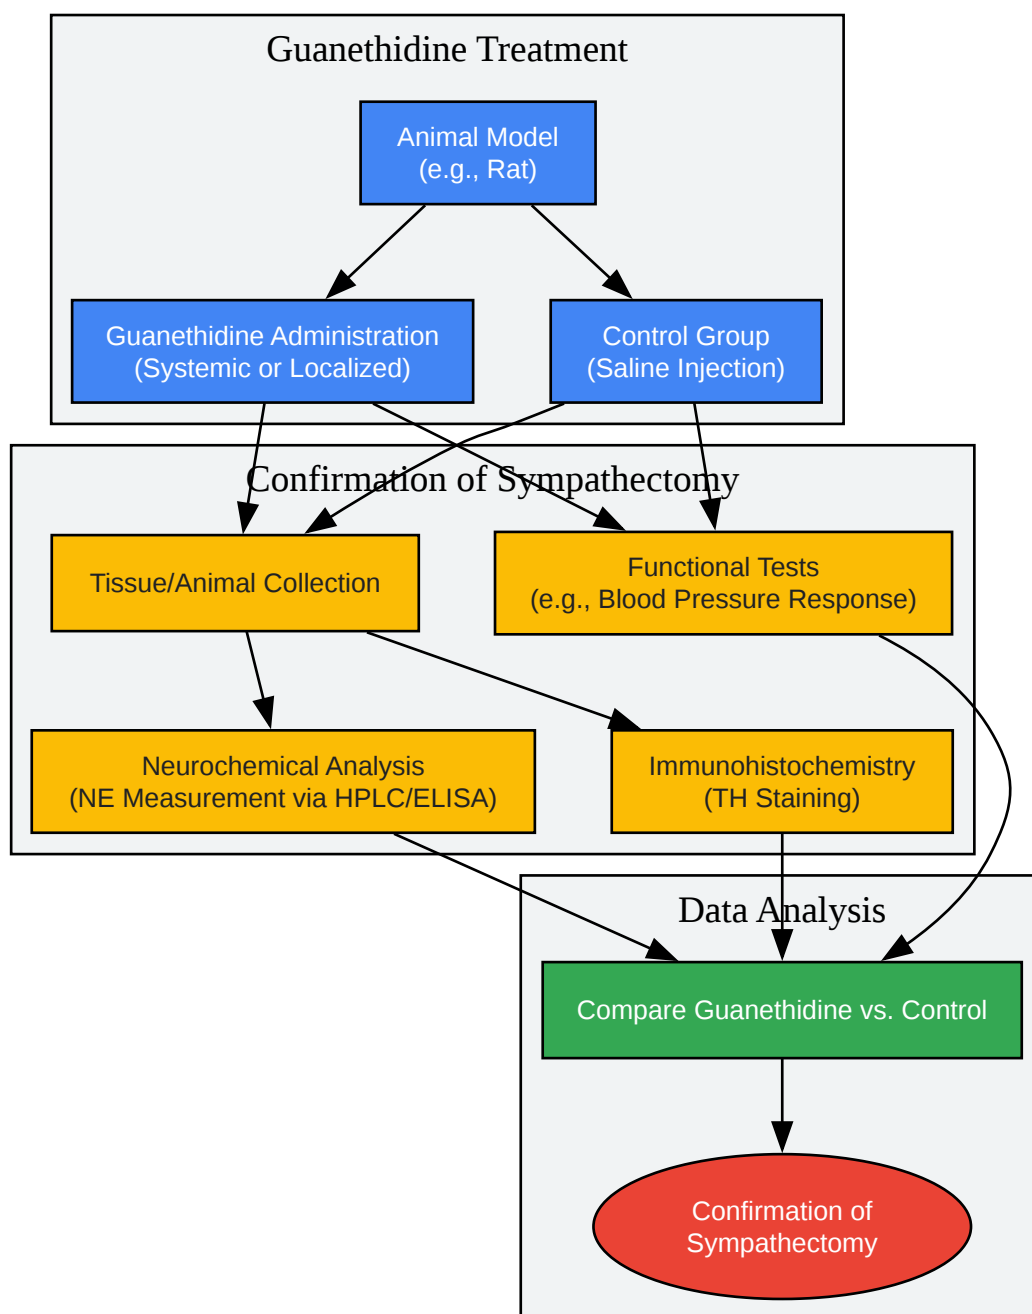 Guanethidine Treatment
Animal Model
(e.g., Rat)
Guanethidine Administration
(Systemic or Localized)
Control Group
(Saline Injection)
Confirmation of Sympathectomy
Tissue/Animal Collection
Functional Tests
(e.g., Blood Pressure Response)
Neurochemical Analysis
(NE Measurement via HPLC/ELISA)
Immunohistochemistry
(TH Staining)
Data Analysis
Compare Guanethidine vs. Control
Confirmation of
Sympathectomy